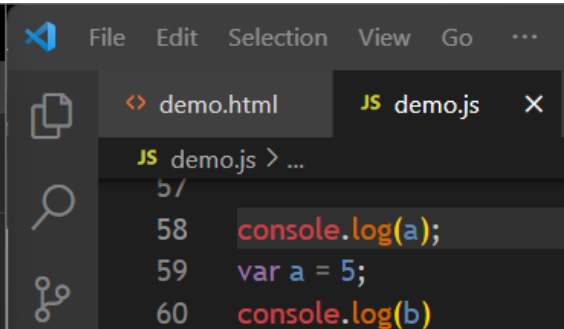 File Edit Selection View Go ···
<> demo.html JS demo.js ×
JS demo.js > ...
57
58 console.log(a);
59 var a = 5;
60 console.log(b)